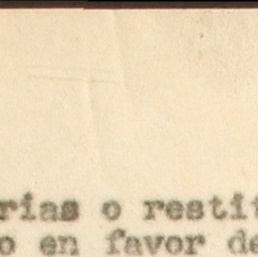 rias o restit
o en favor de